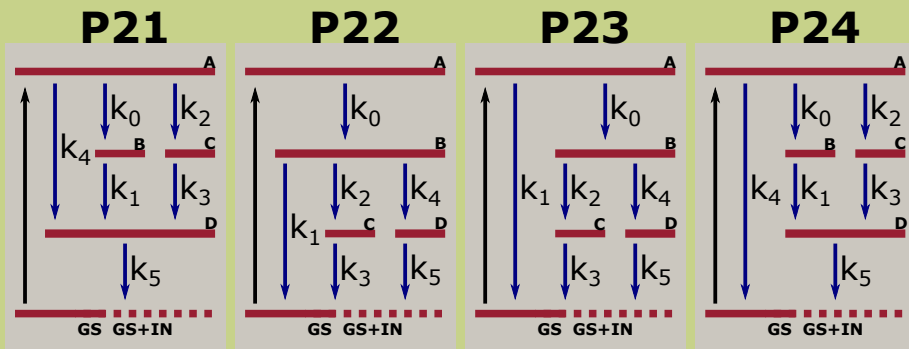 P21 P22 P23 P24
A A A A
k0 k2 k0 k0 k0 k2
B C B B B C
k4 k1 k3 k1 k2 k4 k1 k2 k4 k4 k1 k3
D C D C D D
k5 k3 k5 k3 k5 k5
GS GS+IN GS GS+IN GS GS+IN GS GS+IN